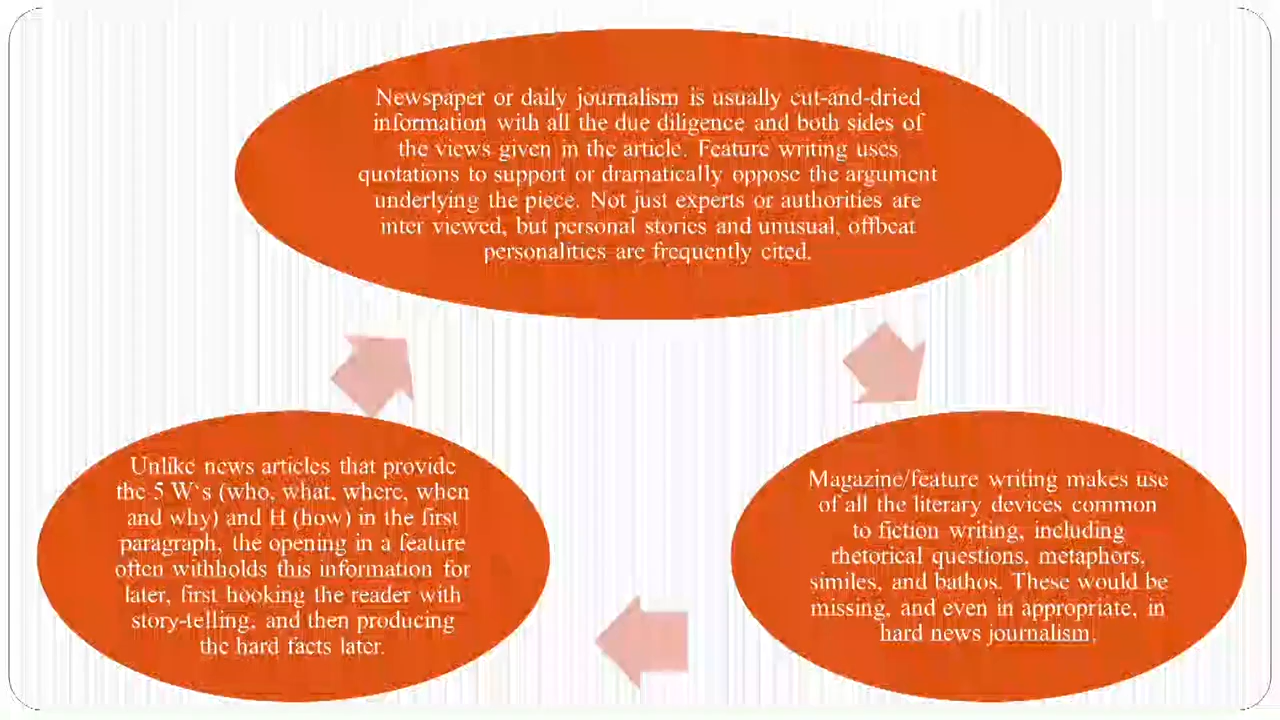 Newspaper or daily journalism is usually cut-and-dried
information with all the due diligence and both sides of
the views given in the article. Feature writing uses
quotations to support or dramatically oppose the argument
underlying the piece. Not just experts or authorities are
inter viewed, but personal stories and unusual, offbeat
personalities are frequently cited.
Magazine/feature writing makes use
of all the literary devices common
to fiction writing, including
rhetorical questions, metaphors,
similes, and bathos. These would be
missing, and even in appropriate, in
hard news journalism.
Unlike news articles that provide
the 5 W`s (who, what, where, when
and why) and H (how) in the first
paragraph, the opening in a feature
often withholds this information for
later, first hooking the reader with
story-telling, and then producing
the hard facts later.